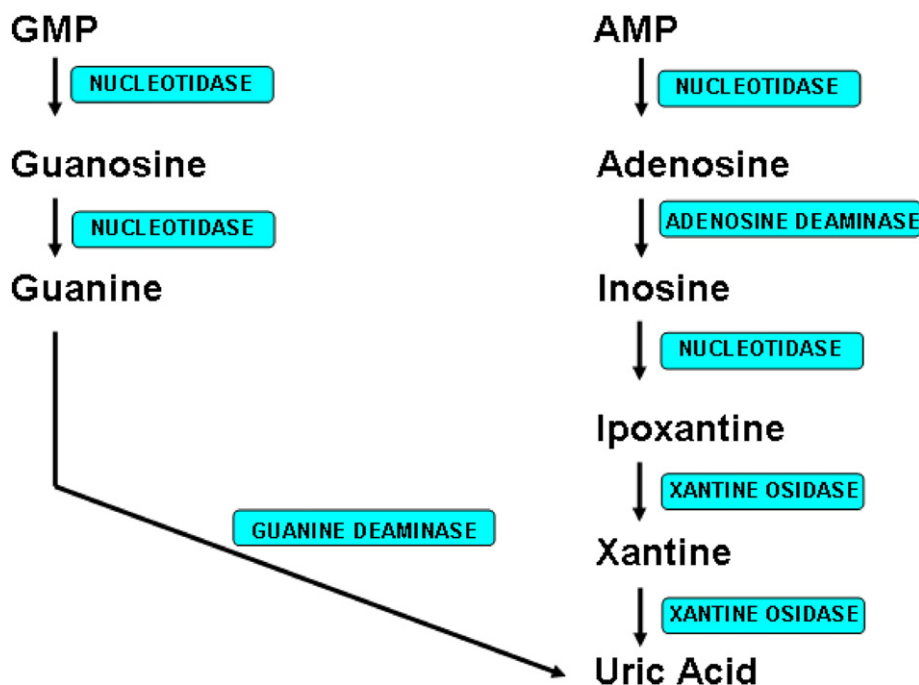 GMP
NUCLEOTIDASE
Guanosine
NUCLEOTIDASE
Guanine
GUANINE DEAMINASE
AMP
NUCLEOTIDASE
Adenosine
ADENOSINE DEAMINASE
Inosine
NUCLEOTIDASE
Ipoxantine
XANTINE OSIDASE
Xantine
XANTINE OSIDASE
Uric Acid